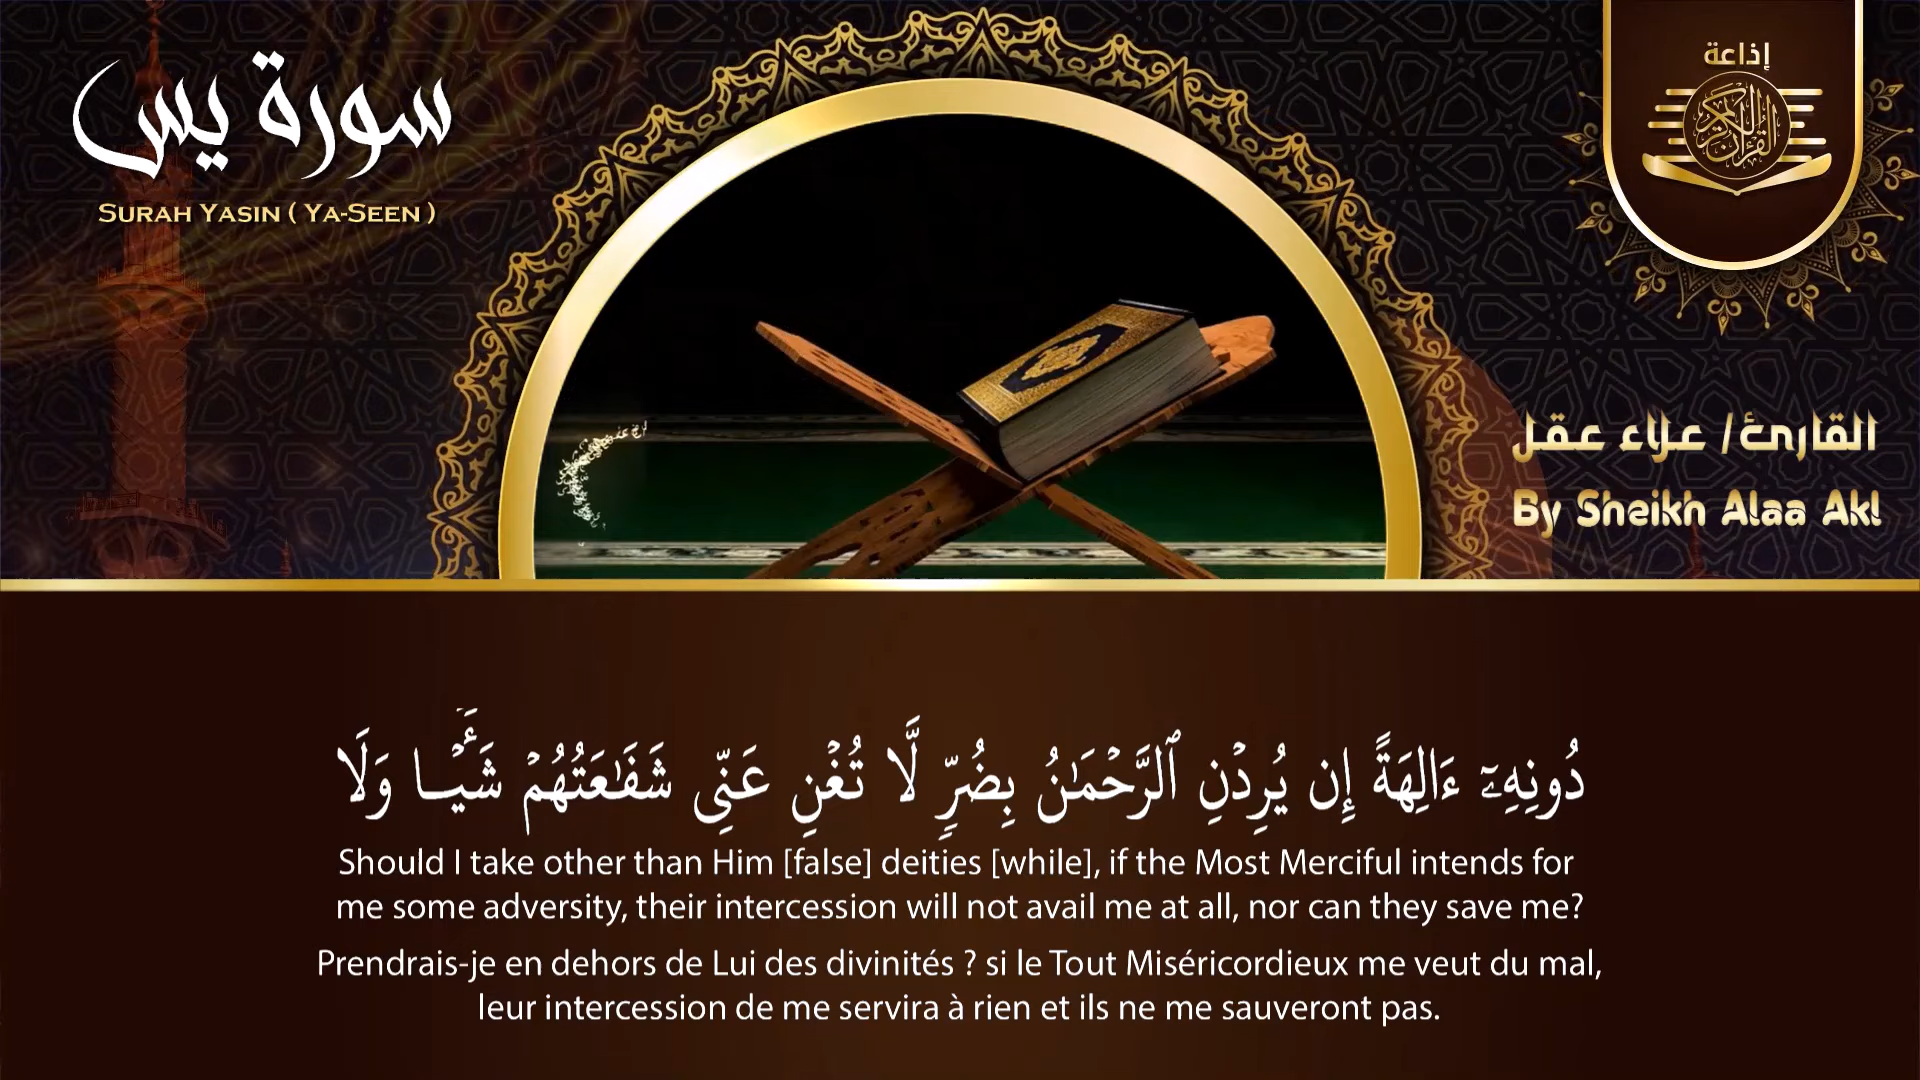 سورة يس
SURAH YASIN ( YA-SEEN )
إذاعة
القرآن الكريم
القارئ/ علاء عقل
By Sheikh Alaa Akl
دُونِهِۦٓ ءَالِهَةً إِن يُرِدْنِ ٱلرَّحْمَـٰنُ بِضُرٍّ لَّا تُغْنِ عَنِّى شَفَـٰعَتُهُمْ شَيْـًٔا وَلَا
Should I take other than Him [false] deities [while], if the Most Merciful intends for
me some adversity, their intercession will not avail me at all, nor can they save me?
Prendrais-je en dehors de Lui des divinités ? si le Tout Miséricordieux me veut du mal,
leur intercession de me servira à rien et ils ne me sauveront pas.